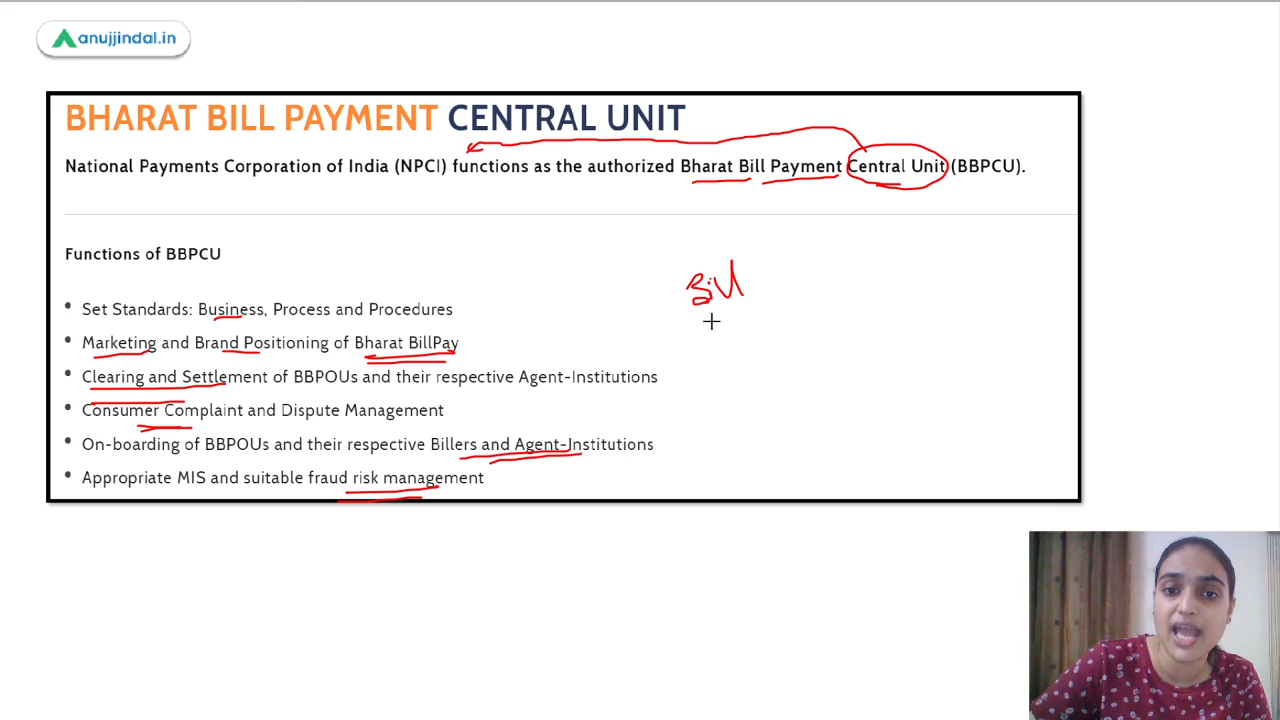 anujjindal.in
BHARAT BILL PAYMENT CENTRAL UNIT
National Payments Corporation of India (NPCI) functions as the authorized Bharat Bill Payment Central Unit (BBPCU).
Functions of BBPCU
• Set Standards: Business, Process and Procedures
• Marketing and Brand Positioning of Bharat BillPay
• Clearing and Settlement of BBPOUs and their respective Agent-Institutions
• Consumer Complaint and Dispute Management
• On-boarding of BBPOUs and their respective Billers and Agent-Institutions
• Appropriate MIS and suitable fraud risk management